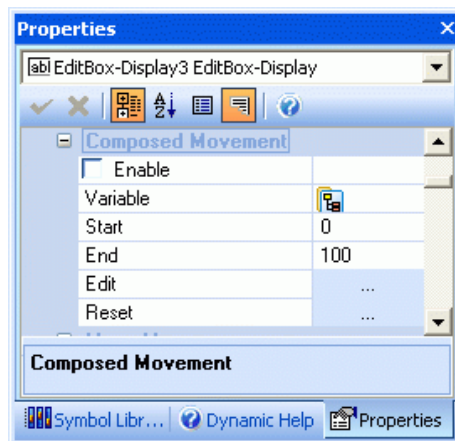 Properties
ab EditBox-Display3 EditBox-Display
Composed Movement
Enable
Variable
Start 0
End 100
Edit ...
Reset ...
Composed Movement
Symbol Libr... Dynamic Help Properties